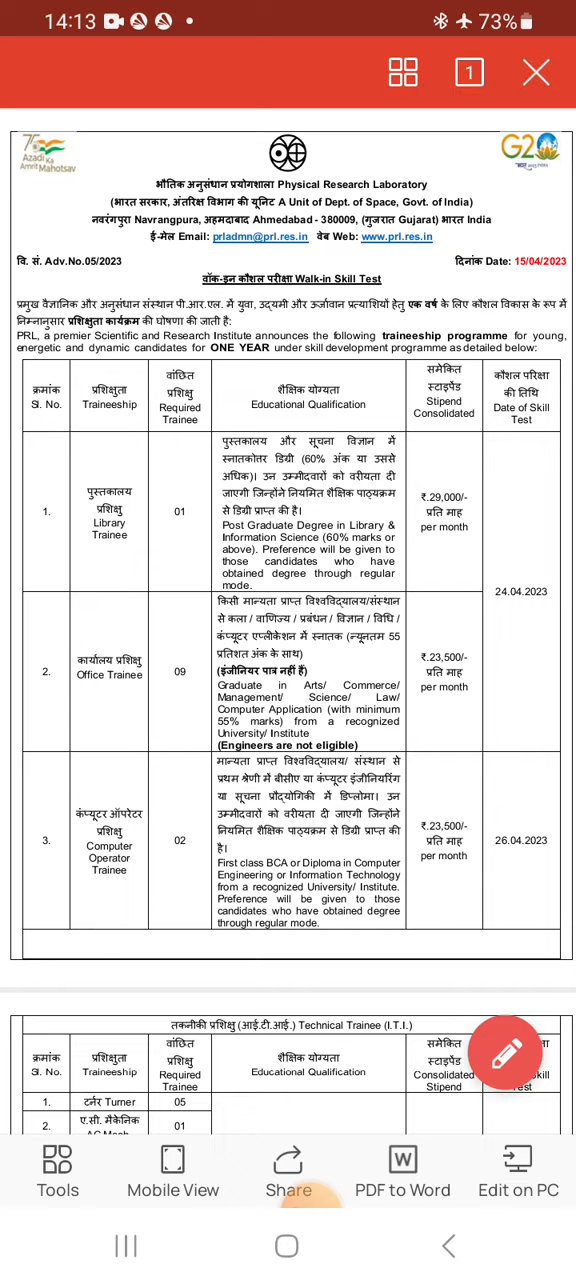 14:13
73%
1
75
Azadi Ka
Amrit Mahotsav
G20
भौतिक अनुसंधान प्रयोगशाला Physical Research Laboratory
(भारत सरकार, अंतरिक्ष विभाग की यूनिट A Unit of Dept. of Space, Govt. of India)
नवरंगपुरा Navrangpura, अहमदाबाद Ahmedabad - 380009, (गुजरात Gujarat) भारत India
ई-मेल Email: prladmn@prl.res.in वेब Web: www.prl.res.in
वि. सं. Adv.No.05/2023
दिनांक Date: 15/04/2023
वॉक-इन कौशल परीक्षा Walk-in Skill Test
प्रमुख वैज्ञानिक और अनुसंधान संस्थान पी.आर.एल. में युवा, उद्यमी और ऊर्जावान प्रत्याशियों हेतु एक वर्ष के लिए कौशल विकास के रूप में
निम्नानुसार प्रशिक्षुता कार्यक्रम की घोषणा की जाती है:
PRL, a premier Scientific and Research Institute announces the following traineeship programme for young,
energetic and dynamic candidates for ONE YEAR under skill development programme as detailed below:
क्रमांक
Sl. No.
प्रशिक्षुता
Traineeship
वांछित
प्रशिक्षु
Required
Trainee
शैक्षिक योग्यता
Educational Qualification
समेकित
स्टाइपेंड
Stipend
Consolidated
कौशल परिक्षा
की तिथि
Date of Skill
Test
1.
पुस्तकालय
प्रशिक्षु
Library
Trainee
01
पुस्तकालय और सूचना विज्ञान में
स्नातकोत्तर डिग्री (60% अंक या उससे
अधिक)। उन उम्मीदवारों को वरीयता दी
जाएगी जिन्होंने नियमित शैक्षिक पाठ्यक्रम
से डिग्री प्राप्त की है।
Post Graduate Degree in Library &
Information Science (60% marks or
above). Preference will be given to
those candidates who have
obtained degree through regular
mode.
₹.29,000/-
प्रति माह
per month
24.04.2023
2.
कार्यालय प्रशिक्षु
Office Trainee
09
किसी मान्यता प्राप्त विश्वविद्यालय/संस्थान
से कला / वाणिज्य / प्रबंधन / विज्ञान / विधि /
कंप्यूटर एप्लीकेशन में स्नातक (न्यूनतम 55
प्रतिशत अंक के साथ)
(इंजीनियर पात्र नहीं हैं)
Graduate in Arts/ Commerce/
Management/ Science/ Law/
Computer Application (with minimum
55% marks) from a recognized
University/ Institute
(Engineers are not eligible)
₹.23,500/-
प्रति माह
per month
3.
कंप्यूटर ऑपरेटर
प्रशिक्षु
Computer
Operator
Trainee
02
मान्यता प्राप्त विश्वविद्यालय/ संस्थान से
प्रथम श्रेणी में बीसीए या कंप्यूटर इंजीनियरिंग
या सूचना प्रौद्योगिकी में डिप्लोमा। उन
उम्मीदवारों को वरीयता दी जाएगी जिन्होंने
नियमित शैक्षिक पाठ्यक्रम से डिग्री प्राप्त की
है।
First class BCA or Diploma in Computer
Engineering or Information Technology
from a recognized University/ Institute.
Preference will be given to those
candidates who have obtained degree
through regular mode.
₹.23,500/-
प्रति माह
per month
26.04.2023
तकनीकी प्रशिक्षु (आई.टी.आई.) Technical Trainee (I.T.I.)
क्रमांक
Sl. No.
प्रशिक्षुता
Traineeship
वांछित
प्रशिक्षु
Required
Trainee
शैक्षिक योग्यता
Educational Qualification
समेकित
स्टाइपेंड
Consolidated
Stipend
1.
टर्नर Turner
05
2.
ए.सी. मैकेनिक
01
Tools
Mobile View
Share
PDF to Word
Edit on PC